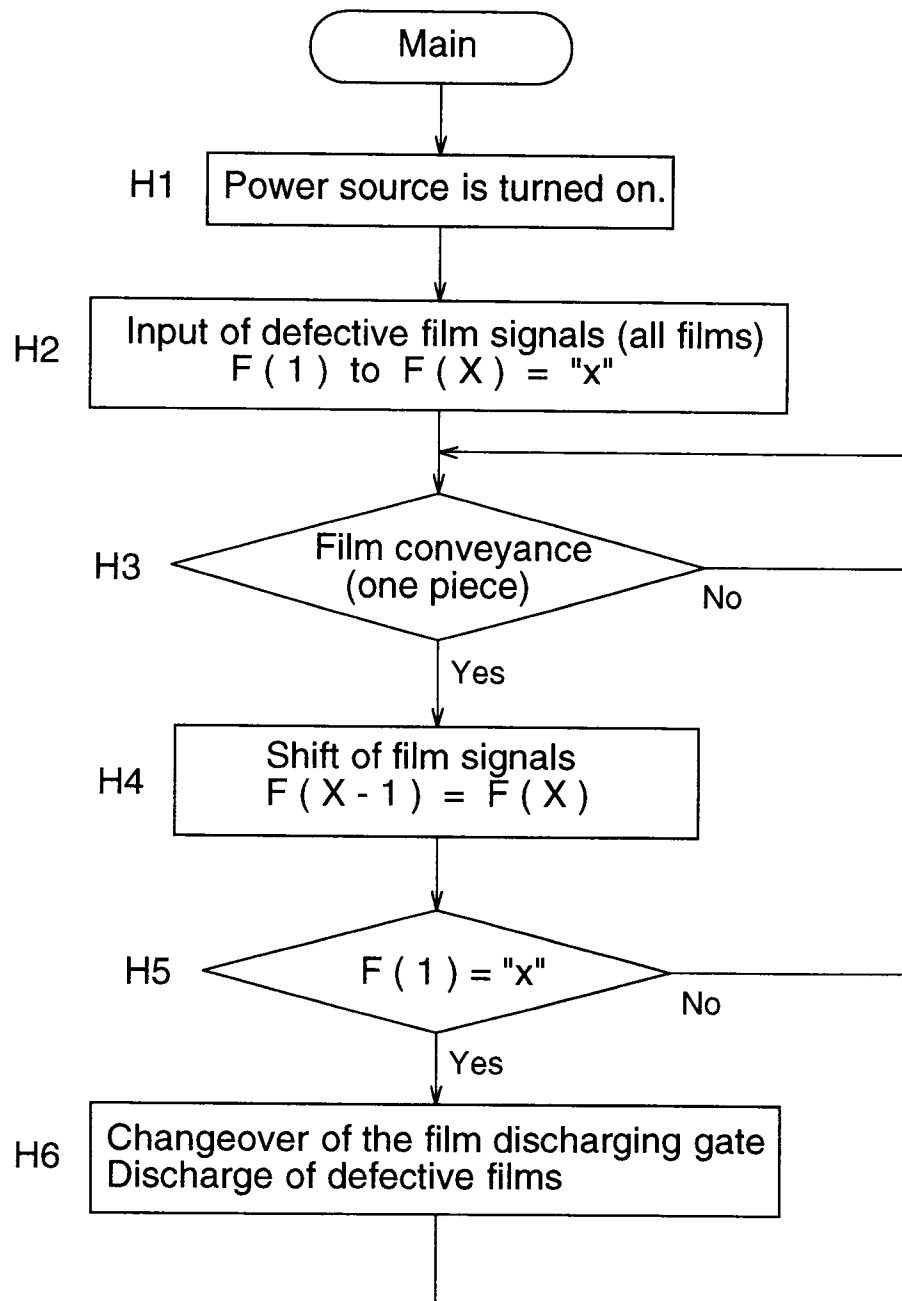 Main
H1
Power source is turned on.
H2
Input of defective film signals (all films)
F ( 1 ) to F ( X ) = "x"
H3
Film conveyance
(one piece)
No
Yes
H4
Shift of film signals
F ( X - 1 ) = F ( X )
H5
F ( 1 ) = "x"
No
Yes
H6
Changeover of the film discharging gate
Discharge of defective films